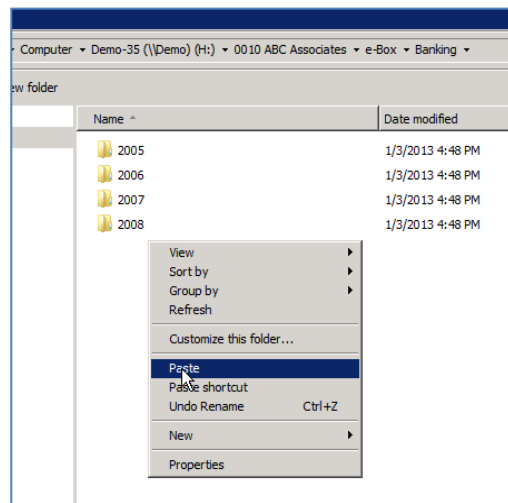 Computer ▾ Demo-35 (\\Demo) (H:) ▾ 0010 ABC Associates ▾ e-Box ▾ Banking ▾
ew folder
Name Date modified
2005 1/3/2013 4:48 PM
2006 1/3/2013 4:48 PM
2007 1/3/2013 4:48 PM
2008 1/3/2013 4:48 PM
View
Sort by
Group by
Refresh
Customize this folder...
Paste
Paste shortcut
Undo Rename Ctrl+Z
New
Properties